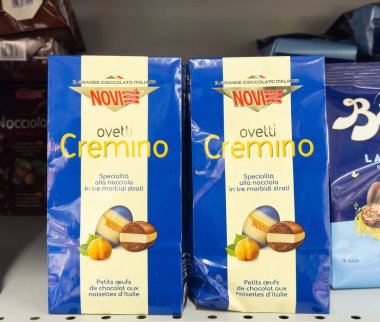 IL GRANDE CIOCCOLATO ITALIANO
NOVI
ovetti
Cremino
Specialità
alla nocciola
in tre morbidi strati
Petits œufs
de chocolat aux
noisettes d'Italie
IL GRANDE CIOCCOLATO ITALIANO
NOVI
ovetti
Cremino
Specialità
alla nocciola
in tre morbidi strati
Petits œufs
de chocolat aux
noisettes d'Italie
Nocciola
LA